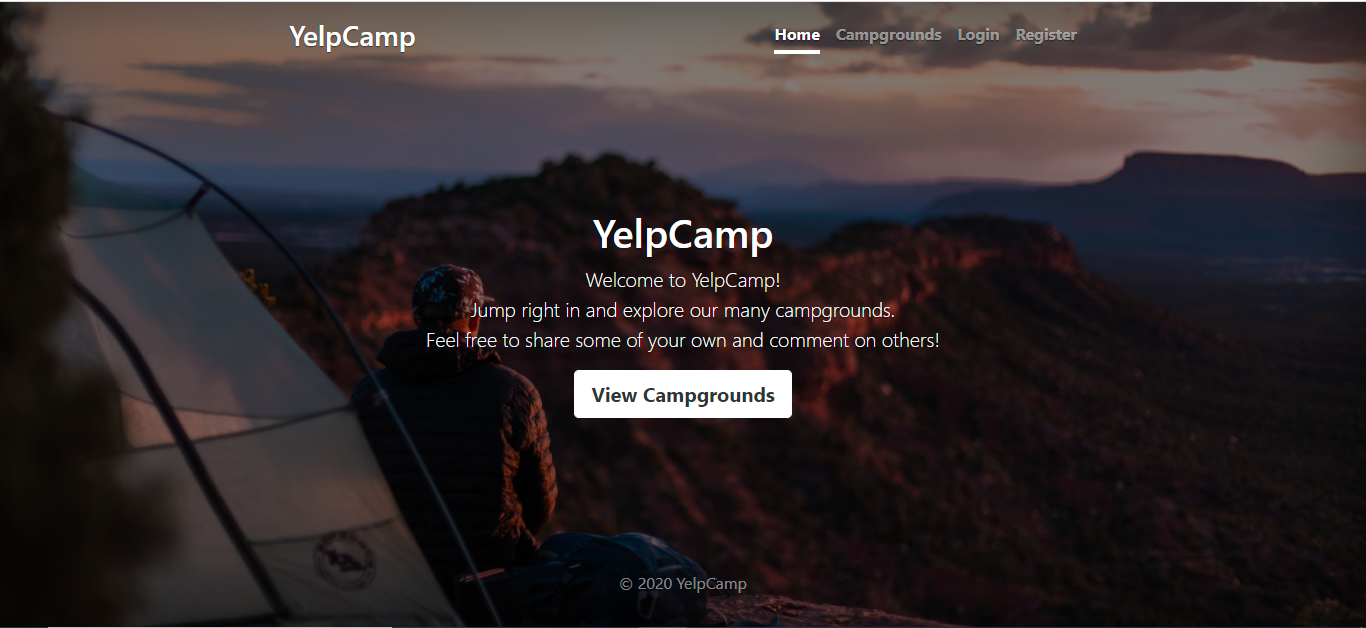 YelpCamp
Home Campgrounds Login Register
YelpCamp
Welcome to YelpCamp!
Jump right in and explore our many campgrounds.
Feel free to share some of your own and comment on others!
View Campgrounds
© 2020 YelpCamp